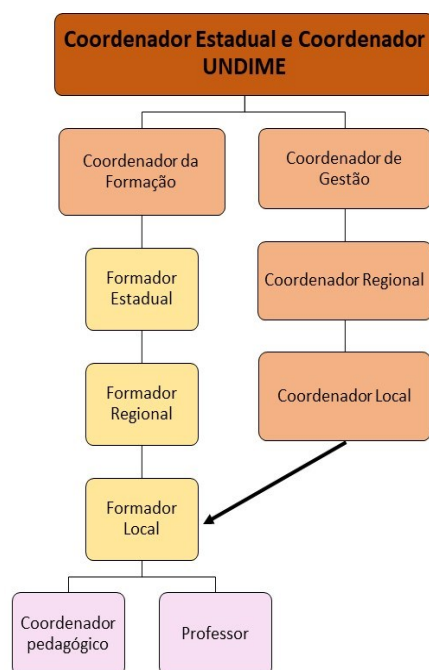 Coordenador Estadual e Coordenador
UNDIME
Coordenador da
Formação
Coordenador de
Gestão
Formador
Estadual
Coordenador Regional
Formador
Regional
Coordenador Local
Formador
Local
Coordenador
pedagógico
Professor